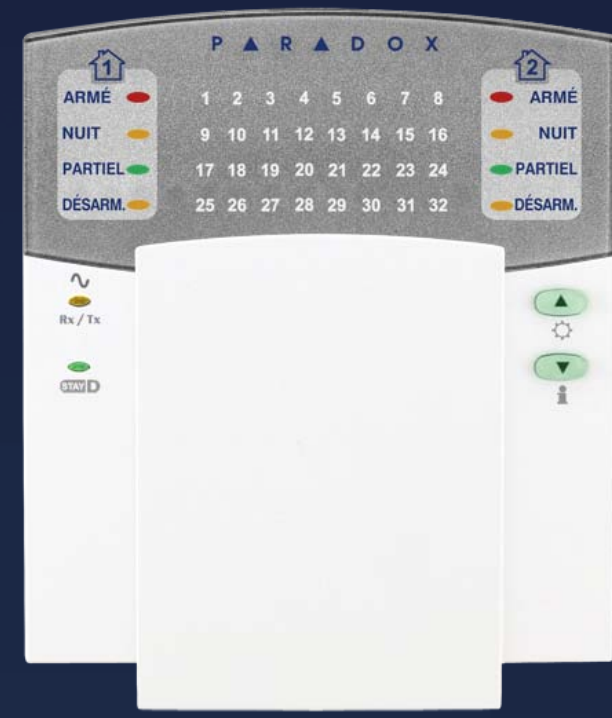 P A R A D O X
1
ARMÉ
NUIT
PARTIEL
DÉSARM.
1 2 3 4 5 6 7 8
9 10 11 12 13 14 15 16
17 18 19 20 21 22 23 24
25 26 27 28 29 30 31 32
2
ARMÉ
NUIT
PARTIEL
DÉSARM.
Rx / Tx
STAY D
i